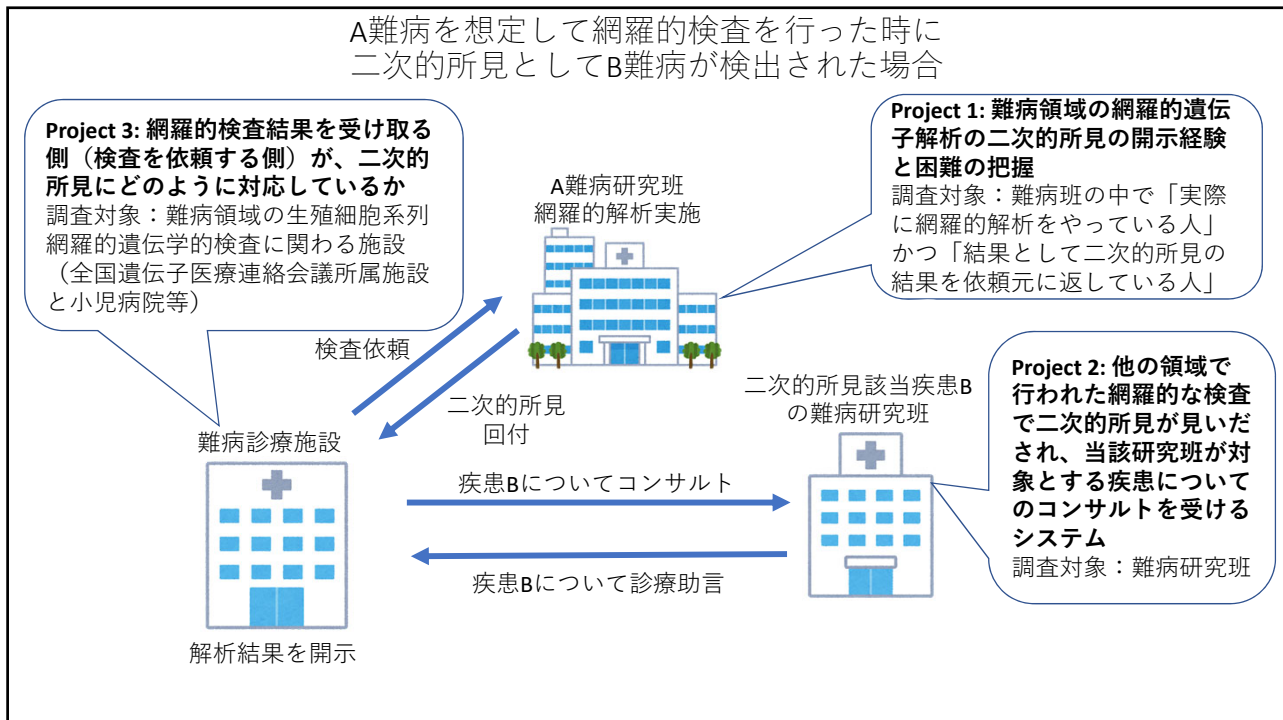 A難病を想定して網羅的検査を行った時に
二次的所見としてB難病が検出された場合
Project 3: 網羅的検査結果を受け取る
側（検査を依頼する側）が、二次的
所見にどのように対応しているか
調査対象：難病領域の生殖細胞系列
網羅的遺伝学的検査に関わる施設
（全国遺伝子医療連絡会議所属施設
と小児病院等）
A難病研究班
網羅的解析実施
Project 1: 難病領域の網羅的遺伝
子解析の二次的所見の開示経験
と困難の把握
調査対象：難病班の中で「実際
に網羅的解析をやっている人」
かつ「結果として二次的所見の
結果を依頼元に返している人」
検査依頼
二次的所見
回付
難病診療施設
二次的所見該当疾患B
の難病研究班
Project 2: 他の領域で
行われた網羅的な検査
で二次的所見が見いだ
され、当該研究班が対
象とする疾患について
のコンサルトを受ける
システム
調査対象：難病研究班
疾患Bについてコンサルト
疾患Bについて診療助言
解析結果を開示